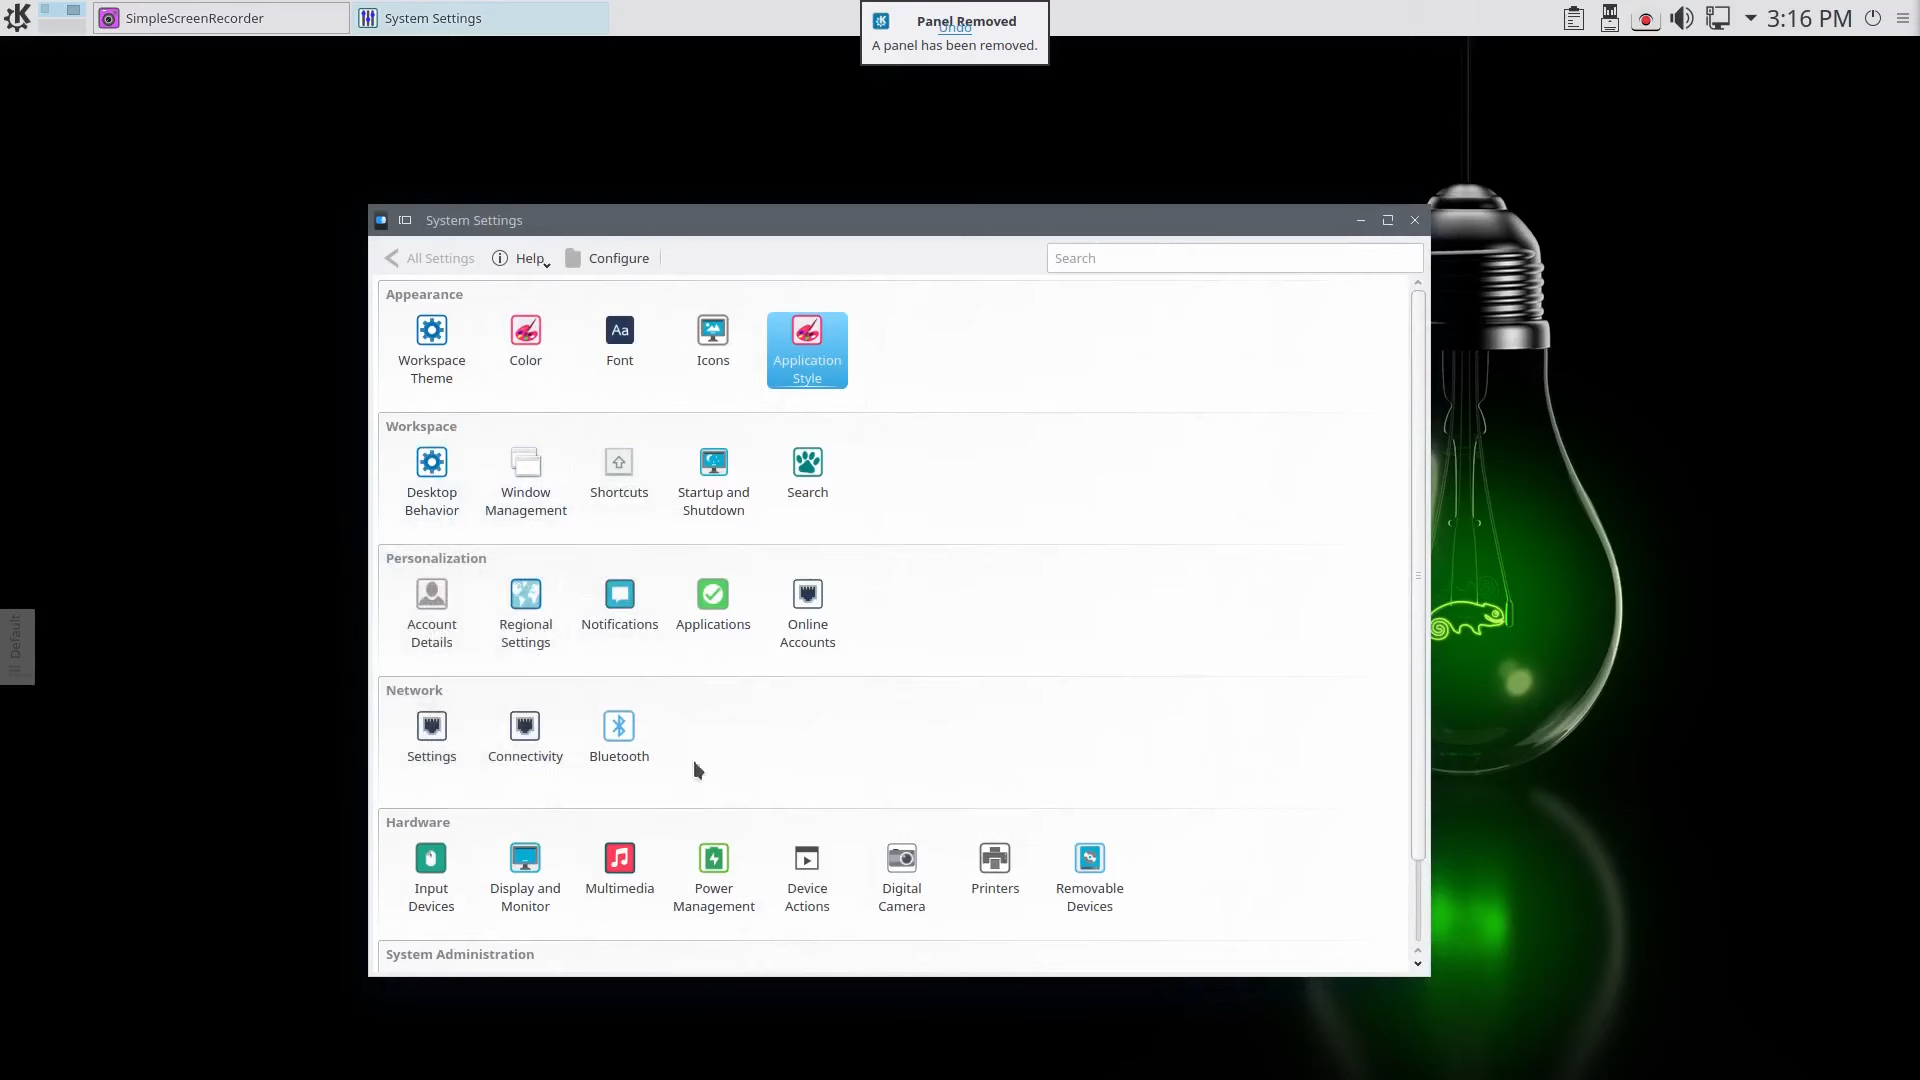 SimpleScreenRecorder
System Settings
Panel Removed
Undo
A panel has been removed.
3:16 PM
System Settings
All Settings
Help
Configure
Search
Appearance
Workspace Theme
Color
Aa
Font
Icons
Application Style
Workspace
Desktop Behavior
Window Management
Shortcuts
Startup and Shutdown
Search
Personalization
Account Details
Regional Settings
Notifications
Applications
Online Accounts
Default
Network
Settings
Connectivity
Bluetooth
Hardware
Input Devices
Display and Monitor
Multimedia
Power Management
Device Actions
Digital Camera
Printers
Removable Devices
System Administration